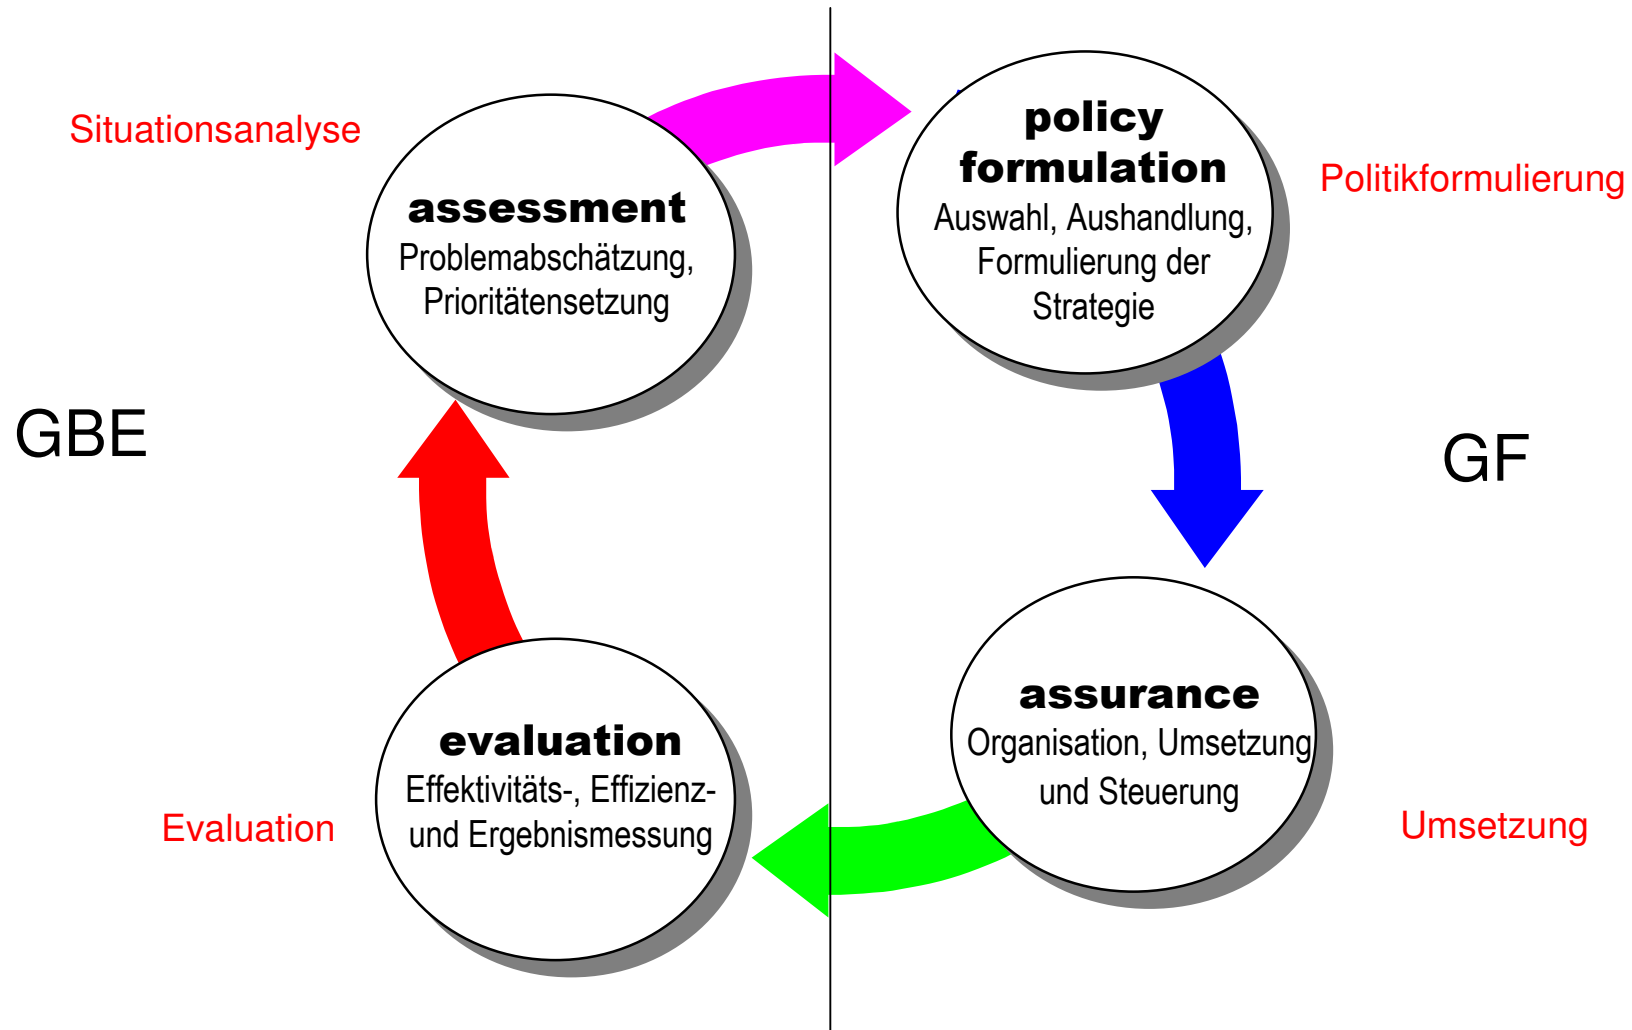 Situationsanalyse
assessment
Problemabschätzung,
Prioritätensetzung
policy
formulation
Auswahl, Aushandlung,
Formulierung der
Strategie
Politikformulierung
GBE
GF
evaluation
Effektivitäts-, Effizienz-
und Ergebnismessung
Evaluation
assurance
Organisation, Umsetzung
und Steuerung
Umsetzung